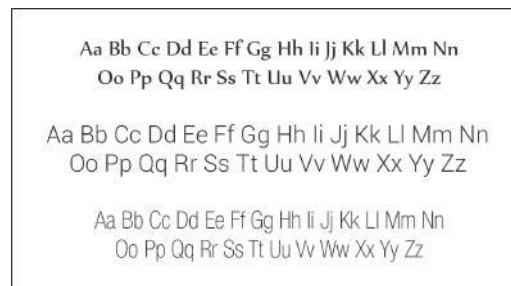 Aa Bb Cc Dd Ee Ff Gg Hh Ii Jj Kk Ll Mm Nn
Oo Pp Qq Rr Ss Tt Uu Vv Ww Xx Yy Zz
Aa Bb Cc Dd Ee Ff Gg Hh Ii Jj Kk Ll Mm Nn
Oo Pp Qq Rr Ss Tt Uu Vv Ww Xx Yy Zz
Aa Bb Cc Dd Ee Ff Gg Hh Ii Jj Kk Ll Mm Nn
Oo Pp Qq Rr Ss Tt Uu Vv Ww Xx Yy Zz